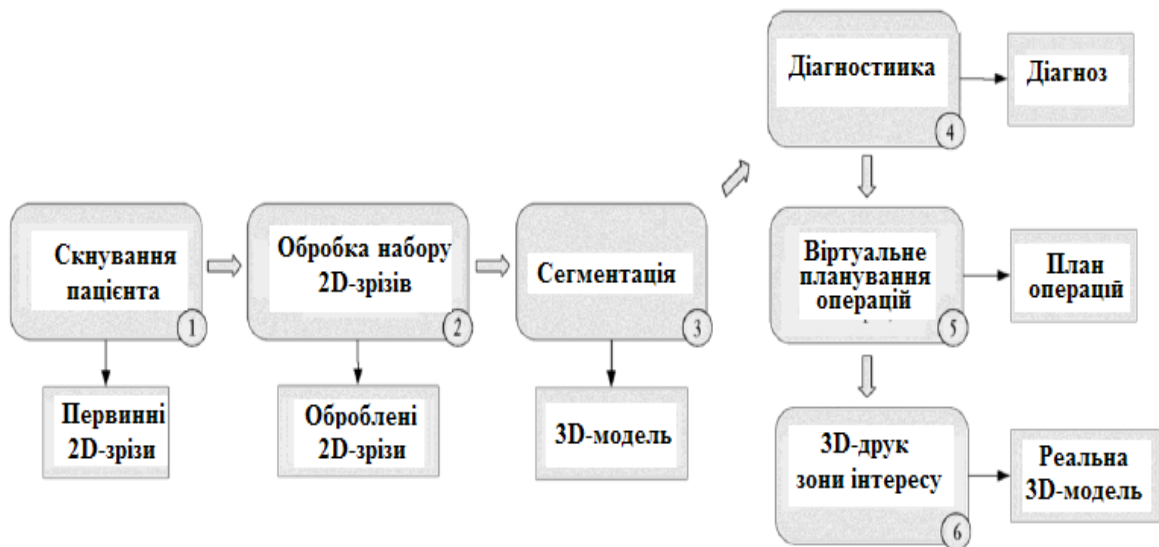 Діагностиика
4
Діагноз
Скнування
пацієнта
1
Обробка набору
2D-зрізів
2
Сегментація
3
Віртуальне
планування
операцій
5
План
операцій
Первинні
2D-зрізи
Оброблені
2D-зрізи
3D-модель
3D-друк
зони інтересу
6
Реальна
3D-модель